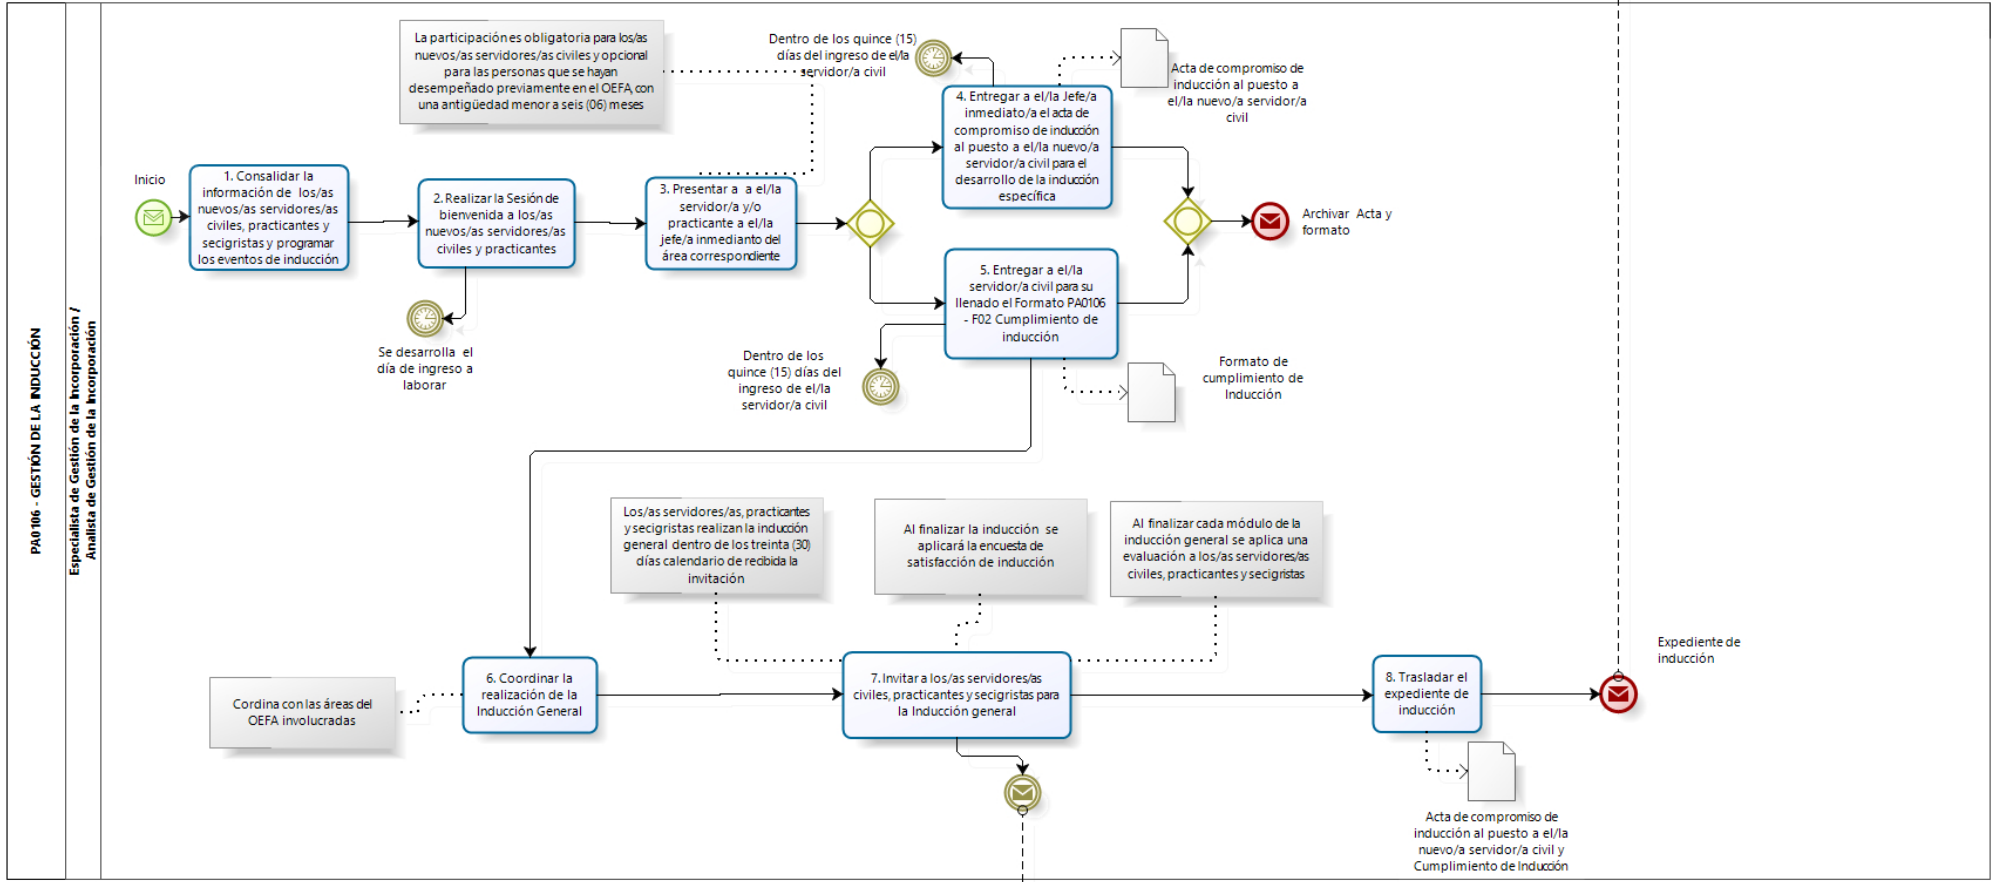 PA0106 - GESTIÓN DE LA INDUCCIÓN
Especialista de Gestión de la Incorporación /
Analista de Gestión de la Incorporación
La participación es obligatoria para los/as
nuevos/as servidores/as civiles y opcional
para las personas que se hayan
desempeñado previamente en el OEFA, con
una antigüedad menor a seis (06) meses
Dentro de los quince (15)
días del ingreso de el/la
servidor/a civil
Acta de compromiso de
inducción al puesto a
el/la nuevo/a servidor/a
civil
Inicio
1. Consalidar la
información de los/as
nuevos/as servidores/as
civiles, practicantes y
secigristas y programar
los eventos de inducción
2. Realizar la Sesión de
bienvenida a los/as
nuevos/as servidores/as
civiles y practicantes
3. Presentar a a el/la
servidor/a y/o
practicante a el/la
jefe/a inmedianto del
área correspondiente
4. Entregar a el/la Jefe/a
inmediato/a el acta de
compromiso de inducción
al puesto a el/la nuevo/a
servidor/a civil para el
desarrollo de la inducción
específica
Archivar Acta y
formato
5. Entregar a el/la
servidor/a civil para su
llenado el Formato PA0106
- F02 Cumplimiento de
inducción
Se desarrolla el
día de ingreso a
laborar
Dentro de los
quince (15) días del
ingreso de el/la
servidor/a civil
Formato de
cumplimiento de
Inducción
Los/as servidores/as, practicantes
y secigristas realizan la inducción
general dentro de los treinta (30)
días calendario de recibida la
invitación
Al finalizar la inducción se
aplicará la encuesta de
satisfacción de inducción
Al finalizar cada módulo de la
inducción general se aplica una
evaluación a los/as servidores/as
civiles, practicantes y secigristas
Cordina con las áreas del
OEFA involucradas
6. Coordinar la
realización de la
Inducción General
7. Invitar a los/as servidores/as
civiles, practicantes y secigristas para
la Inducción general
8. Trasladar el
expediente de
inducción
Expediente de
inducción
Acta de compromiso de
inducción al puesto a el/la
nuevo/a servidor/a civil y
Cumplimiento de Inducción